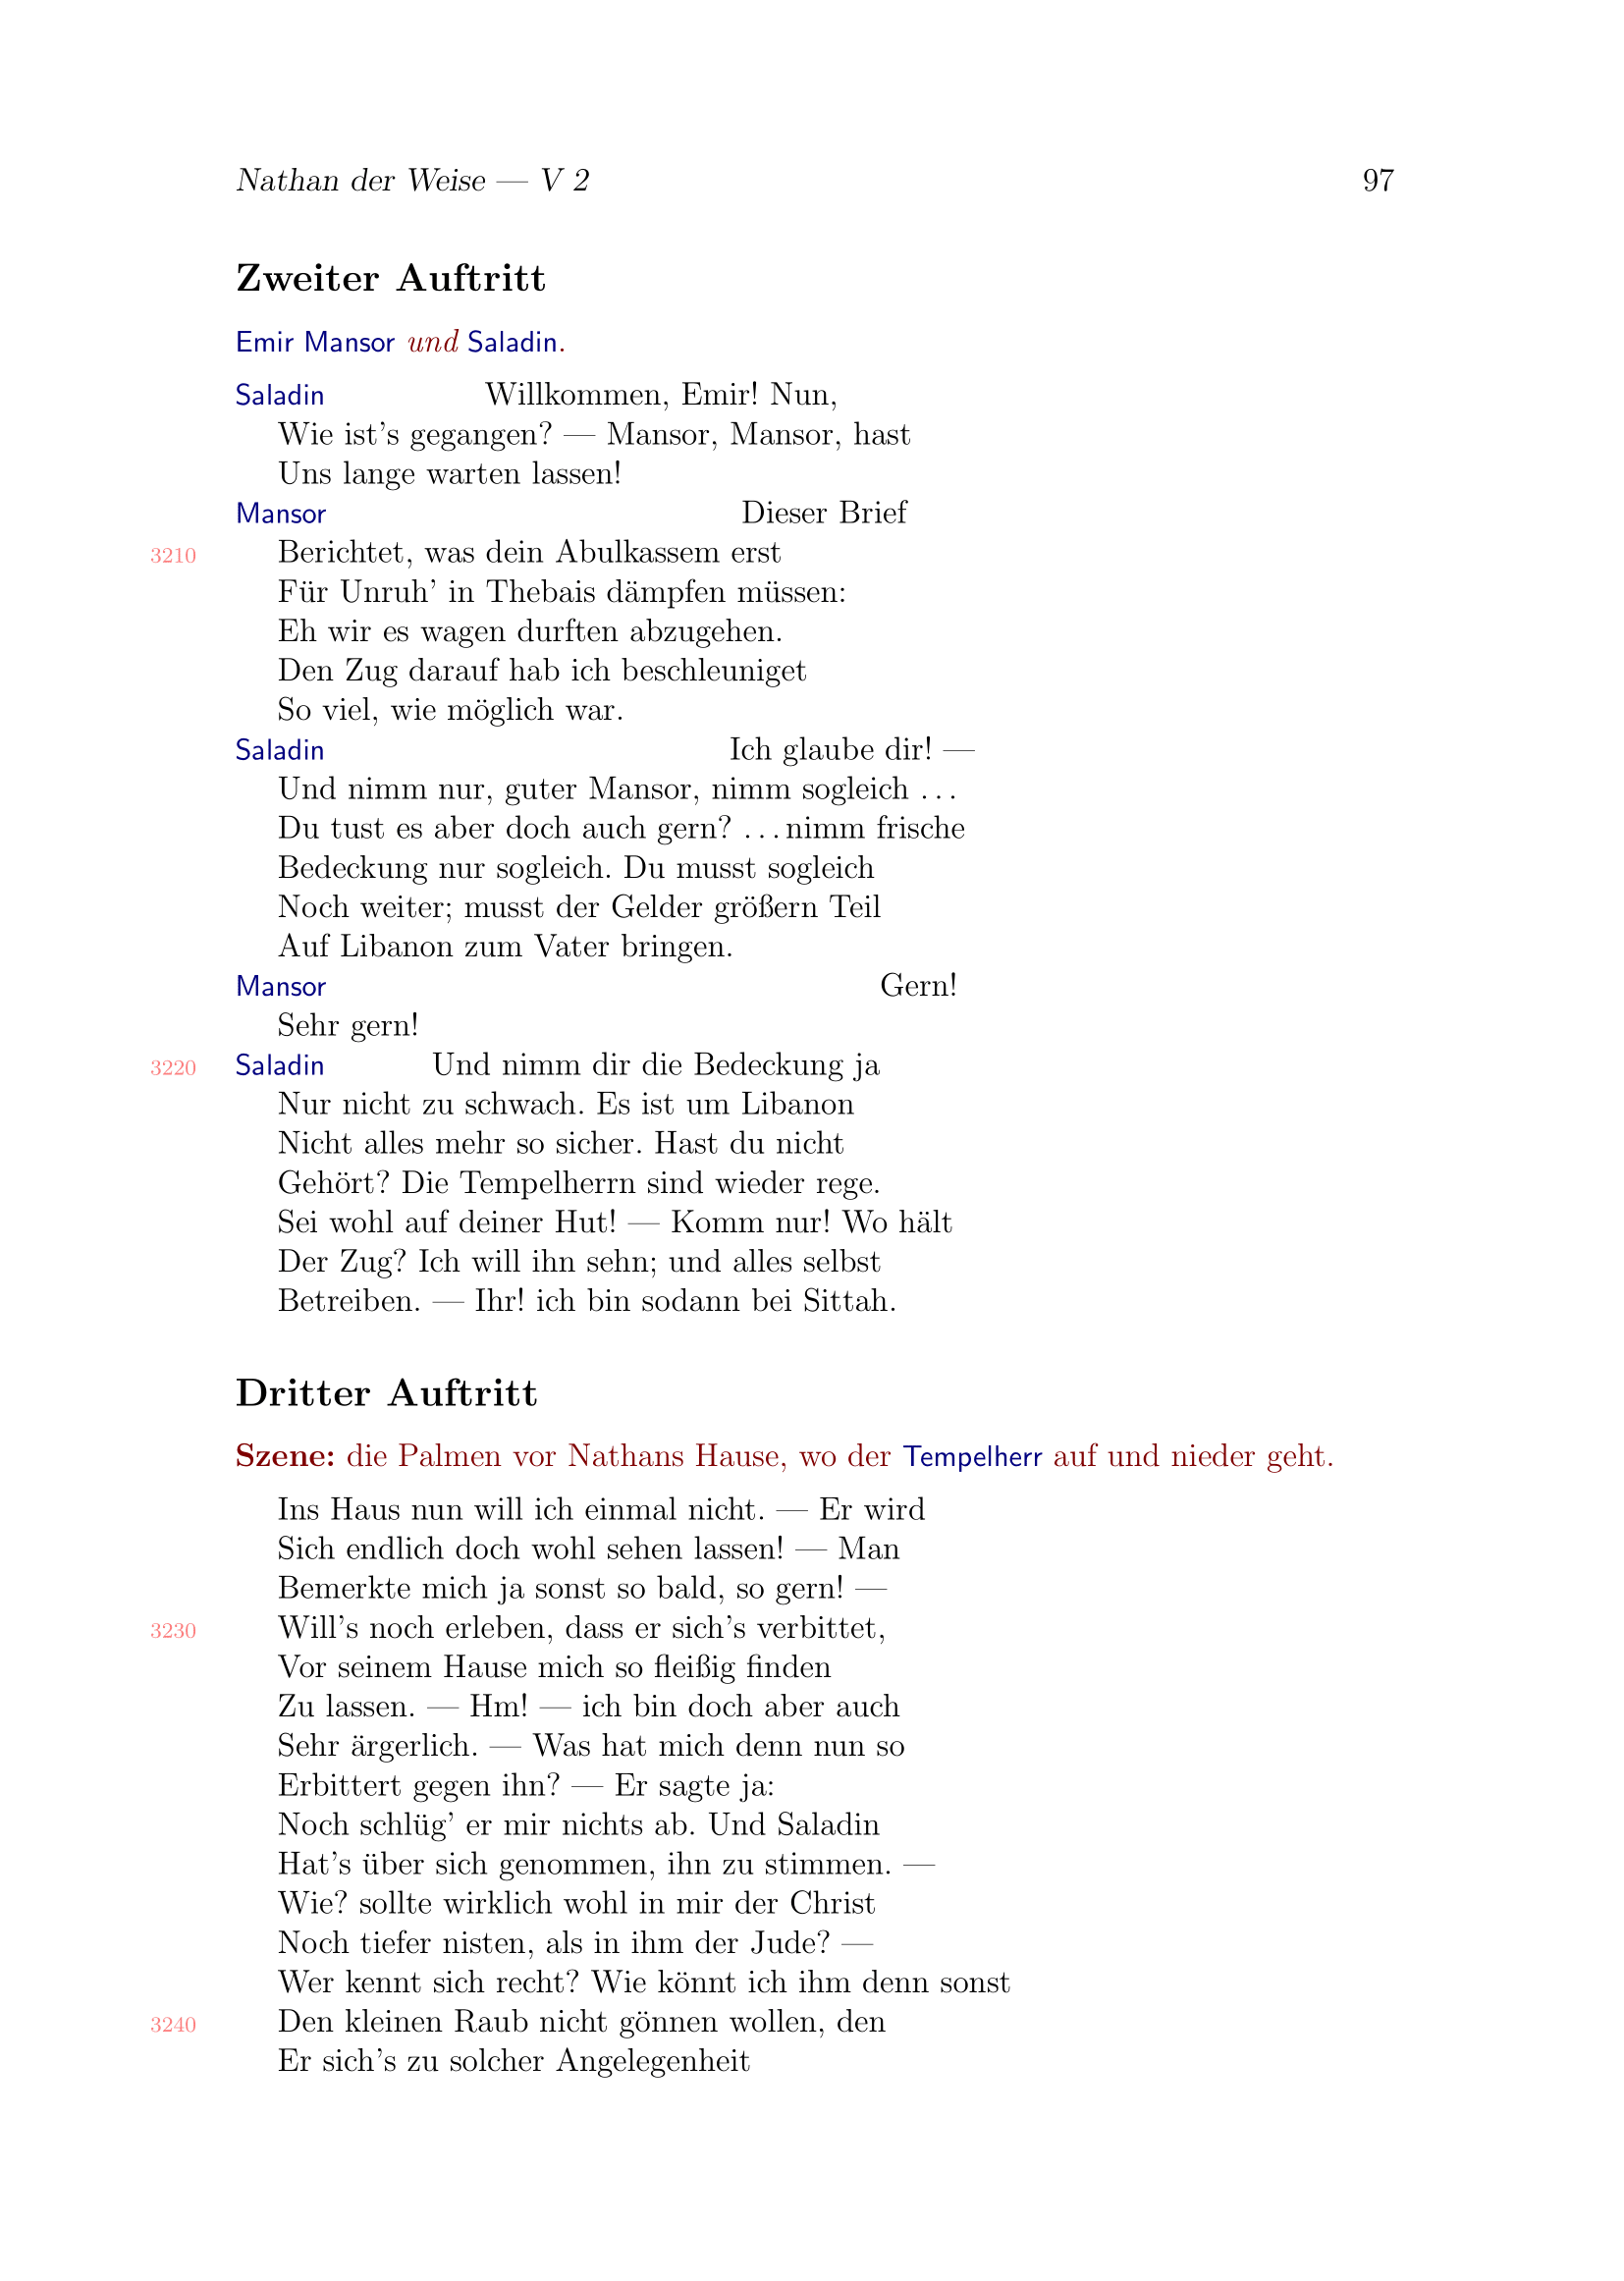 Nathan der Weise — V 2 97
Zweiter Auftritt
Emir Mansor und Saladin.
Saladin Willkommen, Emir! Nun,
Wie ist's gegangen? — Mansor, Mansor, hast
Uns lange warten lassen!
Mansor Dieser Brief
3210 Berichtet, was dein Abulkassem erst
Für Unruh' in Thebais dämpfen müssen:
Eh wir es wagen durften abzugehen.
Den Zug darauf hab ich beschleuniget
So viel, wie möglich war.
Saladin Ich glaube dir! —
Und nimm nur, guter Mansor, nimm sogleich …
Du tust es aber doch auch gern? … nimm frische
Bedeckung nur sogleich. Du musst sogleich
Noch weiter; musst der Gelder größern Teil
Auf Libanon zum Vater bringen.
Mansor Gern!
Sehr gern!
3220 Saladin Und nimm dir die Bedeckung ja
Nur nicht zu schwach. Es ist um Libanon
Nicht alles mehr so sicher. Hast du nicht
Gehört? Die Tempelherrn sind wieder rege.
Sei wohl auf deiner Hut! — Komm nur! Wo hält
Der Zug? Ich will ihn sehn; und alles selbst
Betreiben. — Ihr! ich bin sodann bei Sittah.
Dritter Auftritt
Szene: die Palmen vor Nathans Hause, wo der Tempelherr auf und nieder geht.
Ins Haus nun will ich einmal nicht. — Er wird
Sich endlich doch wohl sehen lassen! — Man
Bemerkte mich ja sonst so bald, so gern! —
3230 Will's noch erleben, dass er sich's verbittet,
Vor seinem Hause mich so fleißig finden
Zu lassen. — Hm! — ich bin doch aber auch
Sehr ärgerlich. — Was hat mich denn nun so
Erbittert gegen ihn? — Er sagte ja:
Noch schlüg' er mir nichts ab. Und Saladin
Hat's über sich genommen, ihn zu stimmen. —
Wie? sollte wirklich wohl in mir der Christ
Noch tiefer nisten, als in ihm der Jude? —
Wer kennt sich recht? Wie könnt ich ihm denn sonst
3240 Den kleinen Raub nicht gönnen wollen, den
Er sich's zu solcher Angelegenheit